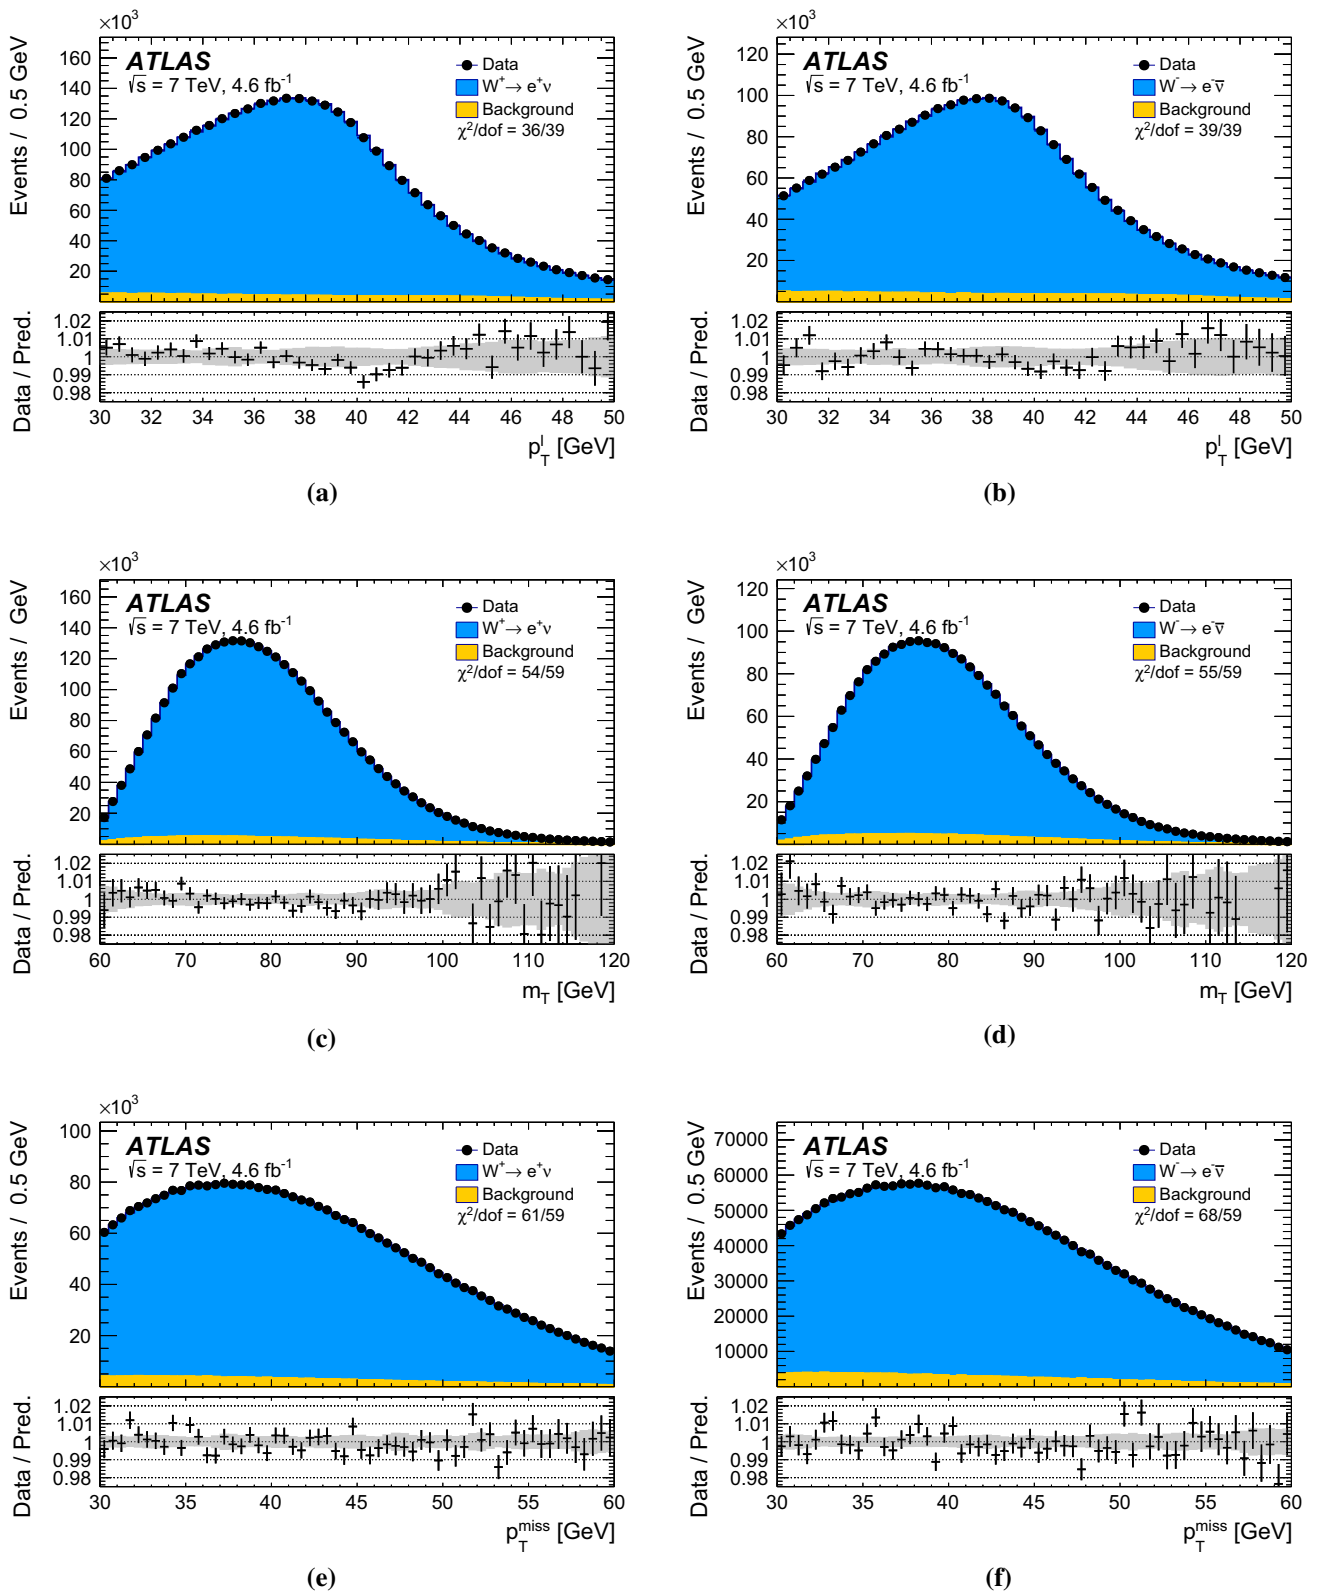 ×10³
Events / 0.5 GeV
160
140
120
100
80
60
40
20
ATLAS
√s = 7 TeV, 4.6 fb⁻¹
Data
W⁺→ e⁺ν
Background
χ²/dof = 36/39
Data / Pred.
1.02
1.01
1
0.99
0.98
30 32 34 36 38 40 42 44 46 48 50
p_T^l [GeV]
(a)
×10³
Events / 0.5 GeV
120
100
80
60
40
20
ATLAS
√s = 7 TeV, 4.6 fb⁻¹
Data
W⁻→ e⁻ν̅
Background
χ²/dof = 39/39
Data / Pred.
1.02
1.01
1
0.99
0.98
30 32 34 36 38 40 42 44 46 48 50
p_T^l [GeV]
(b)
×10³
Events / GeV
160
140
120
100
80
60
40
20
ATLAS
√s = 7 TeV, 4.6 fb⁻¹
Data
W⁺→ e⁺ν
Background
χ²/dof = 54/59
Data / Pred.
1.02
1.01
1
0.99
0.98
60 70 80 90 100 110 120
m_T [GeV]
(c)
×10³
Events / GeV
120
100
80
60
40
20
ATLAS
√s = 7 TeV, 4.6 fb⁻¹
Data
W⁻→ e⁻ν̅
Background
χ²/dof = 55/59
Data / Pred.
1.02
1.01
1
0.99
0.98
60 70 80 90 100 110 120
m_T [GeV]
(d)
×10³
Events / 0.5 GeV
100
80
60
40
20
ATLAS
√s = 7 TeV, 4.6 fb⁻¹
Data
W⁺→ e⁺ν
Background
χ²/dof = 61/59
Data / Pred.
1.02
1.01
1
0.99
0.98
30 35 40 45 50 55 60
p_T^miss [GeV]
(e)
Events / 0.5 GeV
70000
60000
50000
40000
30000
20000
10000
ATLAS
√s = 7 TeV, 4.6 fb⁻¹
Data
W⁻→ e⁻ν̅
Background
χ²/dof = 68/59
Data / Pred.
1.02
1.01
1
0.99
0.98
30 35 40 45 50 55 60
p_T^miss [GeV]
(f)